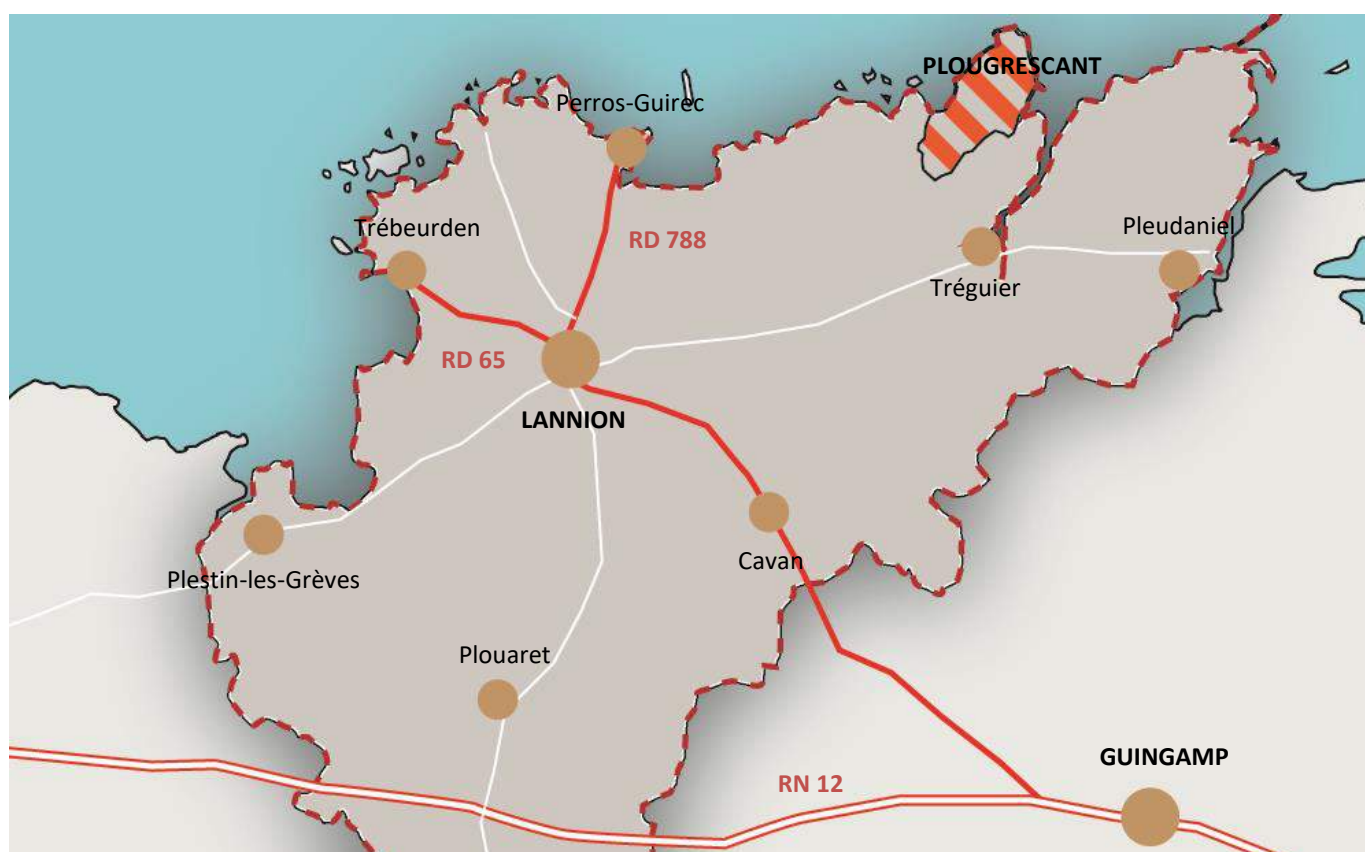 PLOUGRESCANT
Perros-Guirec
Trébeurden
RD 788
Pleudaniel
Tréguier
RD 65
LANNION
Cavan
Plestin-les-Grèves
Plouaret
GUINGAMP
RN 12